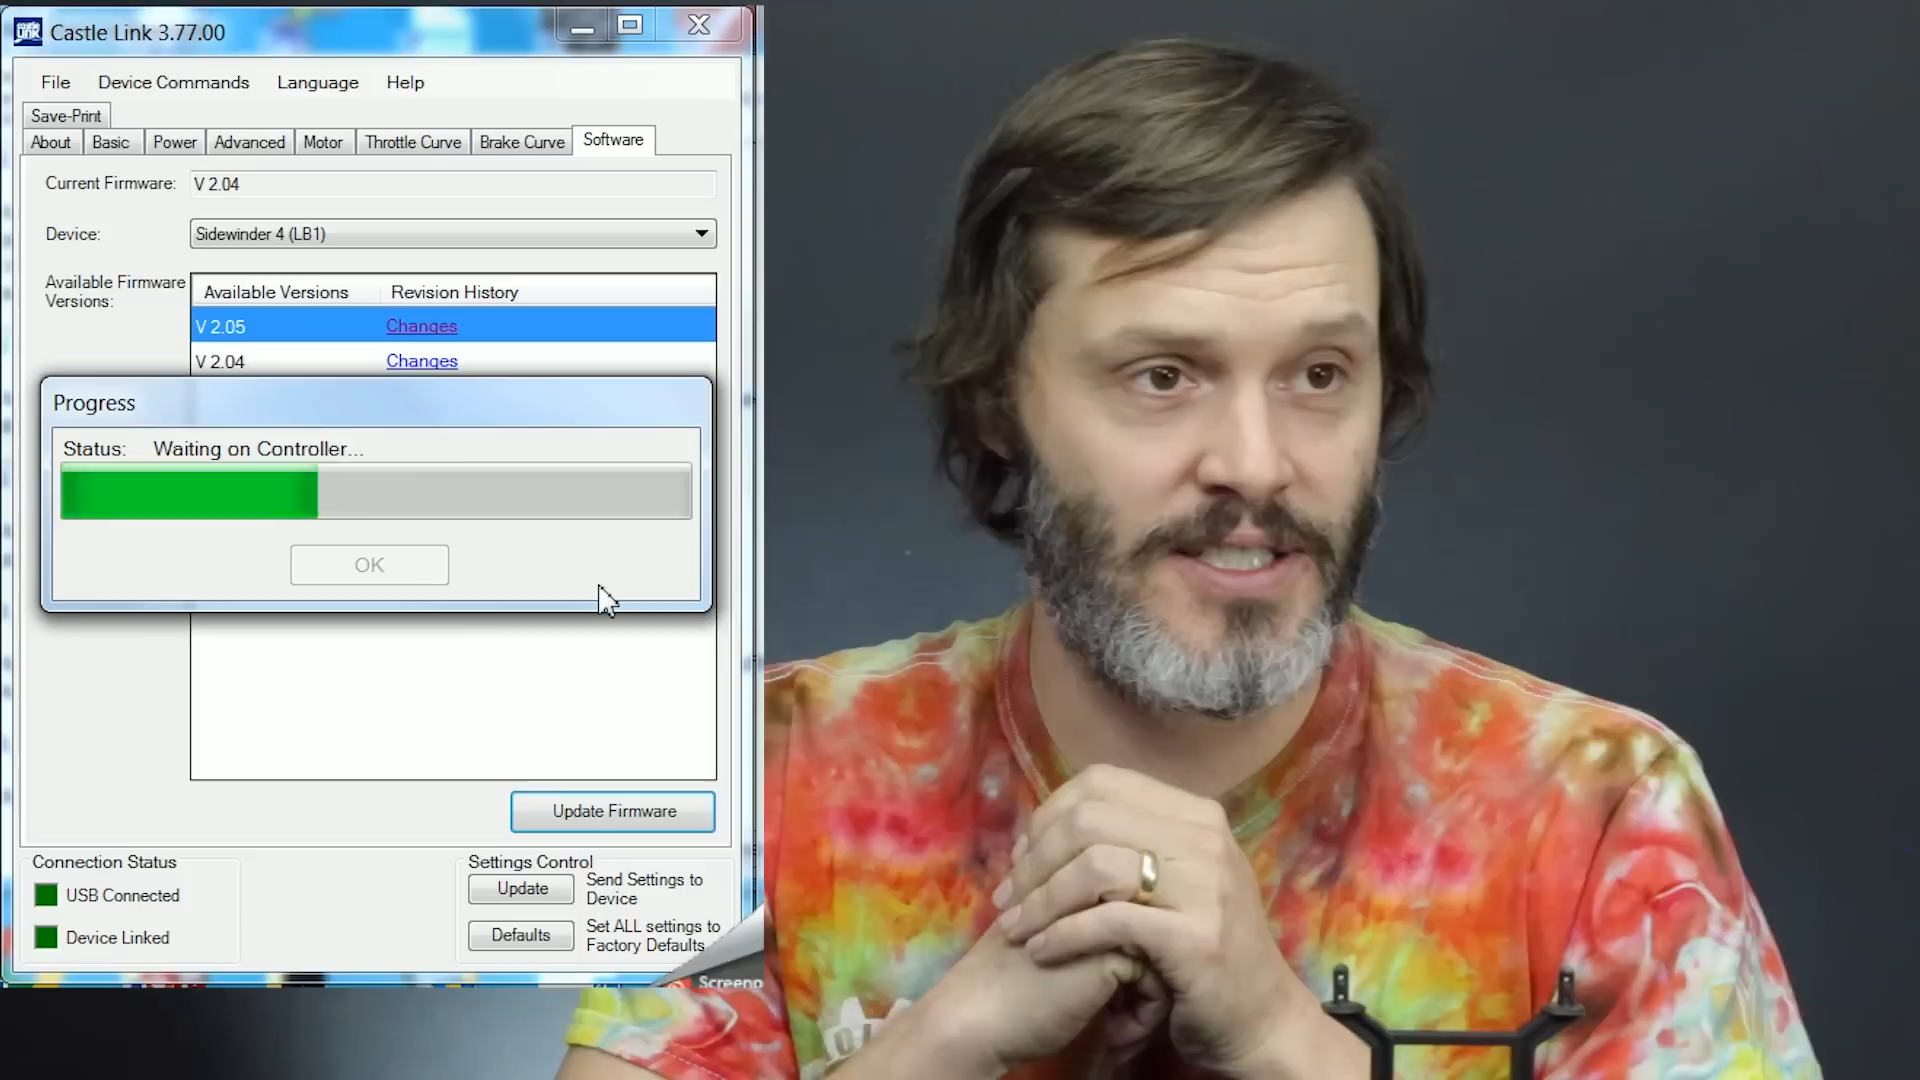 Castle Link 3.77.00
File Device Commands Language Help
Save-Print
About Basic Power Advanced Motor Throttle Curve Brake Curve Software
Current Firmware: V 2.04
Device: Sidewinder 4 (LB1)
Available Firmware
Versions:
Available Versions Revision History
V 2.05 Changes
V 2.04 Changes
Progress
Status: Waiting on Controller...
OK
Update Firmware
Connection Status
USB Connected
Device Linked
Settings Control
Update Send Settings to
Device
Defaults Set ALL settings to
Factory Defaults